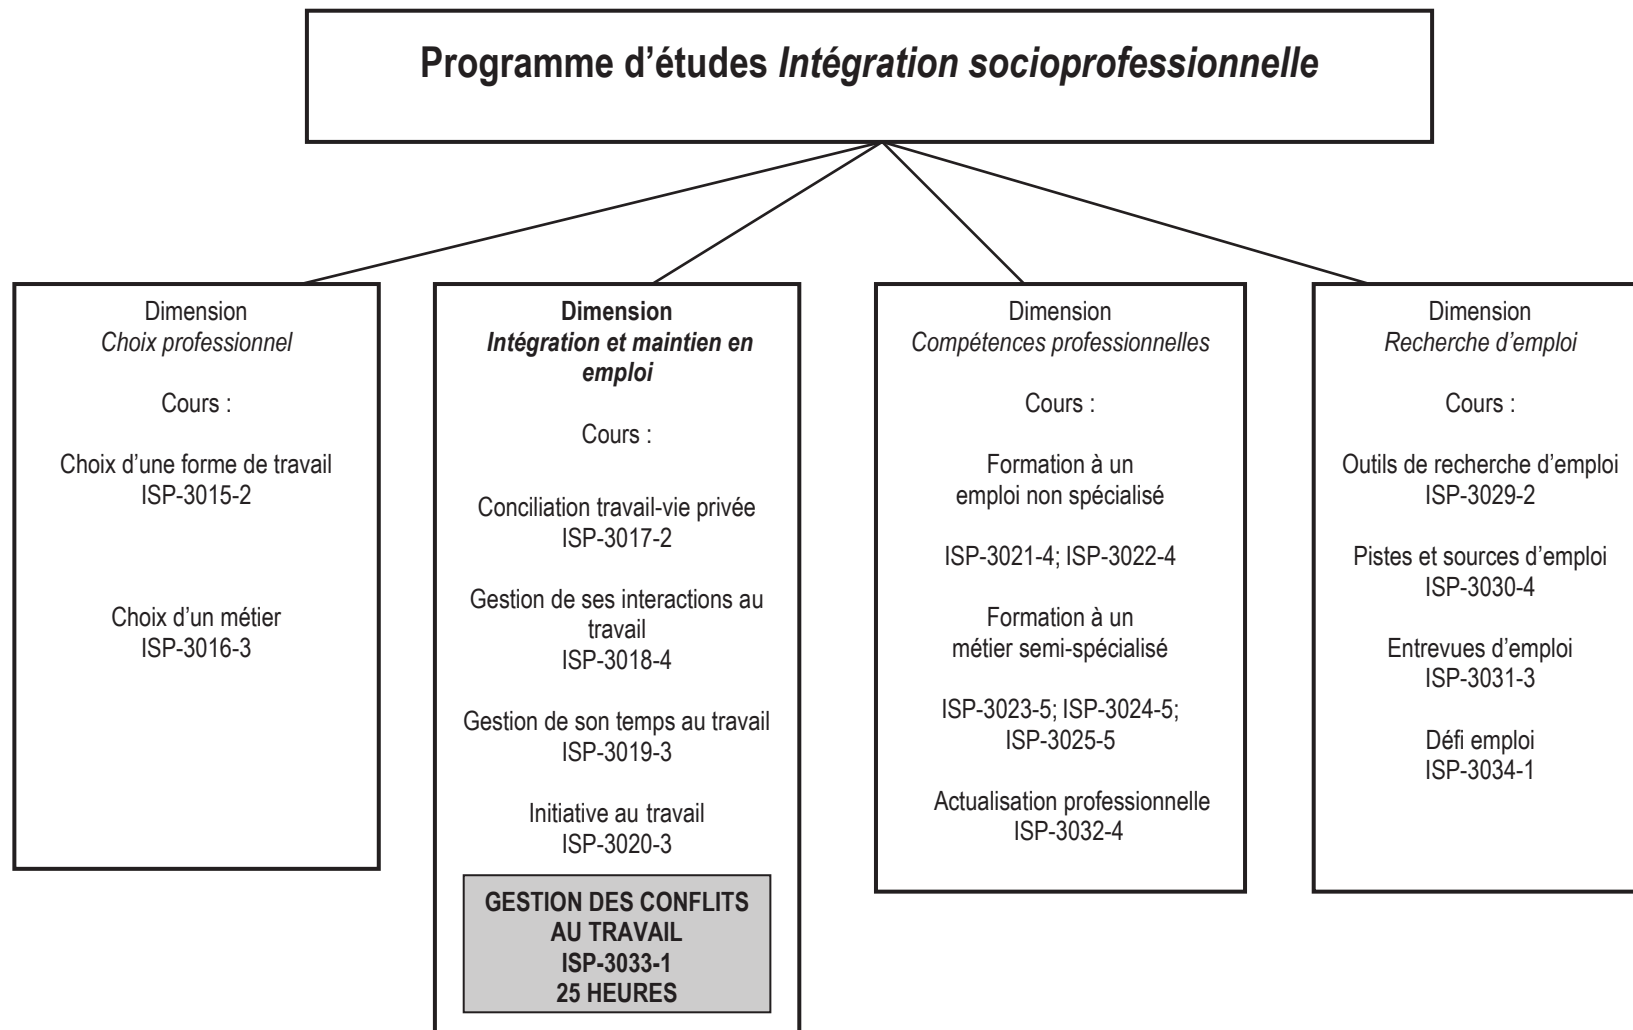 Programme d'études Intégration socioprofessionnelle
Dimension
Choix professionnel
Cours :
Choix d'une forme de travail
ISP-3015-2
Choix d'un métier
ISP-3016-3
Dimension
Intégration et maintien en
emploi
Cours :
Conciliation travail-vie privée
ISP-3017-2
Gestion de ses interactions au
travail
ISP-3018-4
Gestion de son temps au travail
ISP-3019-3
Initiative au travail
ISP-3020-3
GESTION DES CONFLITS
AU TRAVAIL
ISP-3033-1
25 HEURES
Dimension
Compétences professionnelles
Cours :
Formation à un
emploi non spécialisé
ISP-3021-4; ISP-3022-4
Formation à un
métier semi-spécialisé
ISP-3023-5; ISP-3024-5;
ISP-3025-5
Actualisation professionnelle
ISP-3032-4
Dimension
Recherche d'emploi
Cours :
Outils de recherche d'emploi
ISP-3029-2
Pistes et sources d'emploi
ISP-3030-4
Entrevues d'emploi
ISP-3031-3
Défi emploi
ISP-3034-1